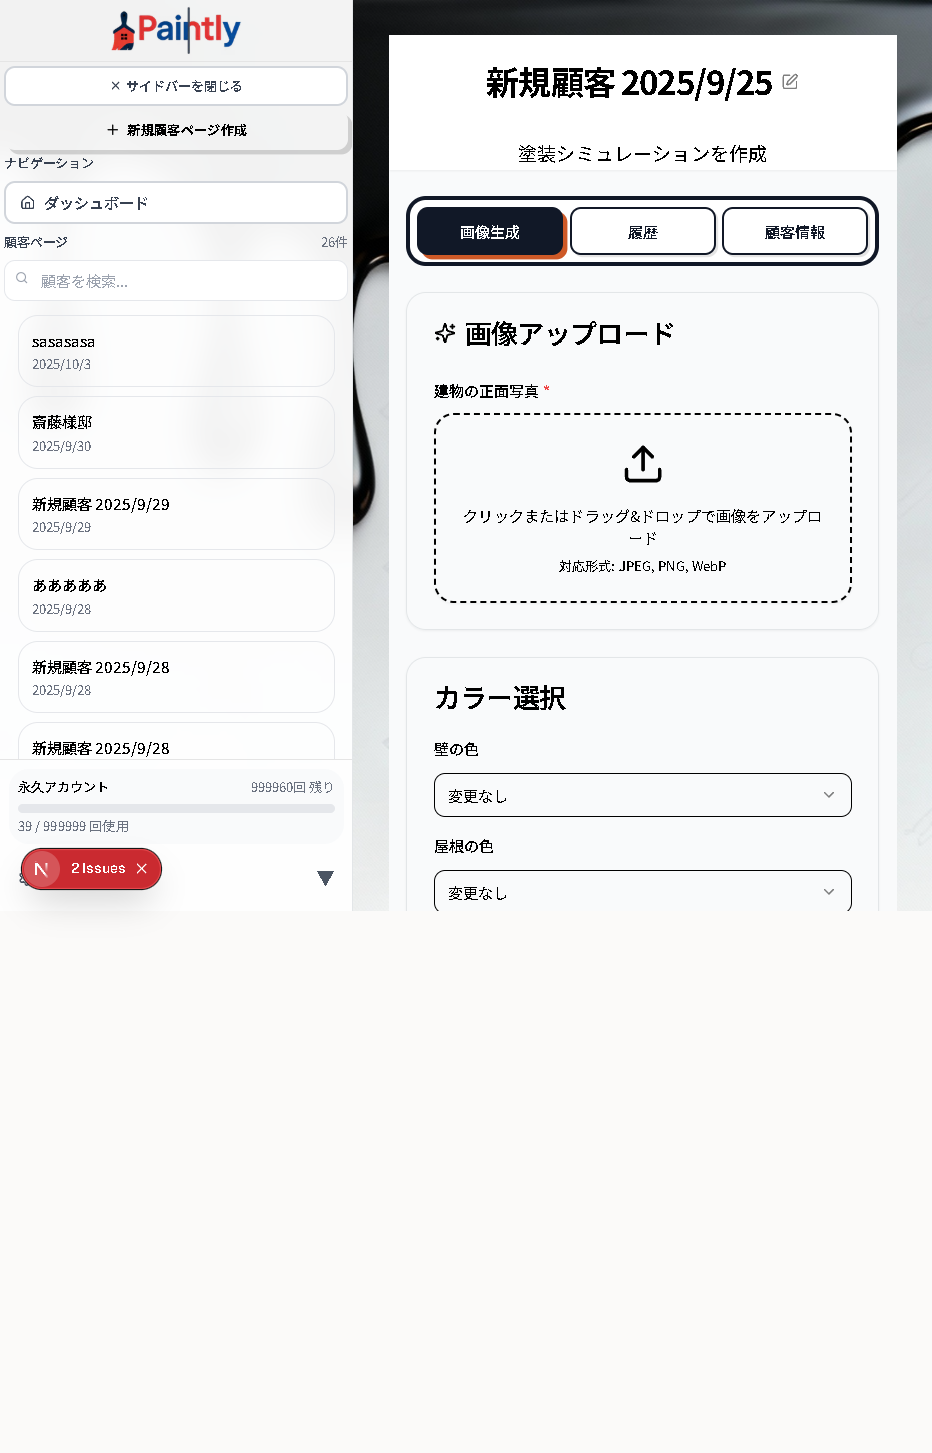 Paintly
サイドバーを閉じる
新規顧客ページ作成
ナビゲーション
ダッシュボード
顧客ページ 26件
顧客を検索...
sasasasa
2025/10/3
斎藤様邸
2025/9/30
新規顧客 2025/9/29
2025/9/29
あああああ
2025/9/28
新規顧客 2025/9/28
2025/9/28
新規顧客 2025/9/28
永久アカウント 999960回 残り
39 / 999999 回使用
N 2 Issues
新規顧客 2025/9/25
塗装シミュレーションを作成
画像生成 履歴 顧客情報
画像アップロード
建物の正面写真 *
クリックまたはドラッグ&ドロップで画像をアップロ
ード
対応形式: JPEG, PNG, WebP
カラー選択
壁の色
変更なし
屋根の色
変更なし